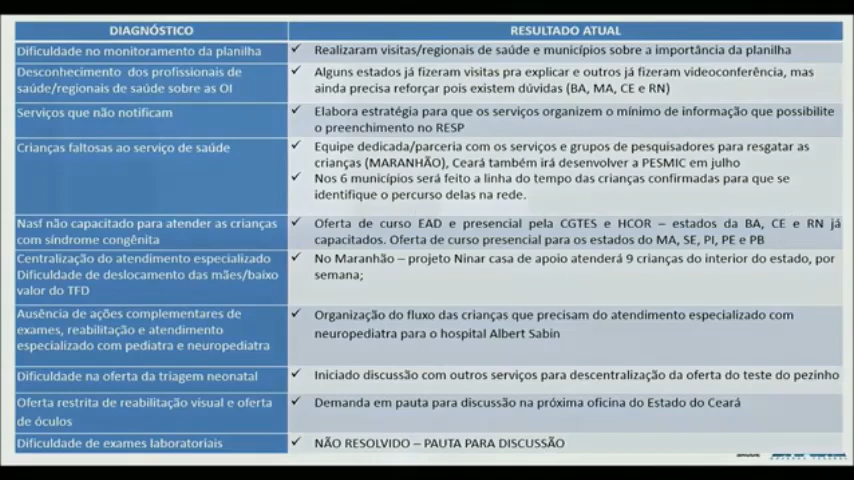 DIAGNÓSTICO
RESULTADO ATUAL
Dificuldade no monitoramento da planilha
✓ Realizaram visitas/regionais de saúde e municípios sobre a importância da planilha
Desconhecimento dos profissionais de
saúde/regionais de saúde sobre as OI
✓ Alguns estados já fizeram visitas pra explicar e outros já fizeram videoconferência, mas
ainda precisa reforçar pois existem dúvidas (BA, MA, CE e RN)
Serviços que não notificam
✓ Elabora estratégia para que os serviços organizem o mínimo de informação que possibilite
o preenchimento no RESP
Crianças faltosas ao serviço de saúde
✓ Equipe dedicada/parceria com os serviços e grupos de pesquisadores para resgatar as
crianças (MARANHÃO), Ceará também irá desenvolver a PESMIC em julho
✓ Nos 6 municípios será feito a linha do tempo das crianças confirmadas para que se
identifique o percurso delas na rede.
Nasf não capacitado para atender as crianças
com síndrome congênita
✓ Oferta de curso EAD e presencial pela CGTES e HCOR – estados da BA, CE e RN já
capacitados. Oferta de curso presencial para os estados do MA, SE, PI, PE e PB
Centralização do atendimento especializado
Dificuldade de deslocamento das mães/baixo
valor do TFD
✓ No Maranhão – projeto Ninar casa de apoio atenderá 9 crianças do interior do estado, por
semana;
Ausência de ações complementares de
exames, reabilitação e atendimento
especializado com pediatra e neuropediatra
✓ Organização do fluxo das crianças que precisam do atendimento especializado com
neuropediatra para o hospital Albert Sabin
Dificuldade na oferta da triagem neonatal
✓ Iniciado discussão com outros serviços para descentralização da oferta do teste do pezinho
Oferta restrita de reabilitação visual e oferta
de óculos
✓ Demanda em pauta para discussão na próxima oficina do Estado do Ceará
Dificuldade de exames laboratoriais
✓ NÃO RESOLVIDO – PAUTA PARA DISCUSSÃO